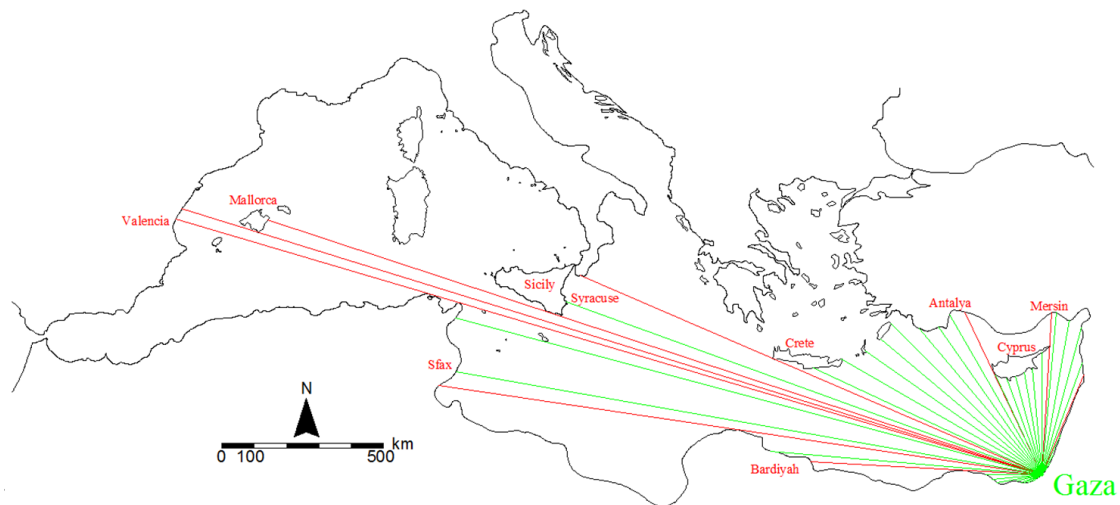 Mallorca
Valencia
Sicily
Syracuse
Antalya
Mersin
Crete
Cyprus
Sfax
N
km
0 100 500
Bardiyah
Gaza